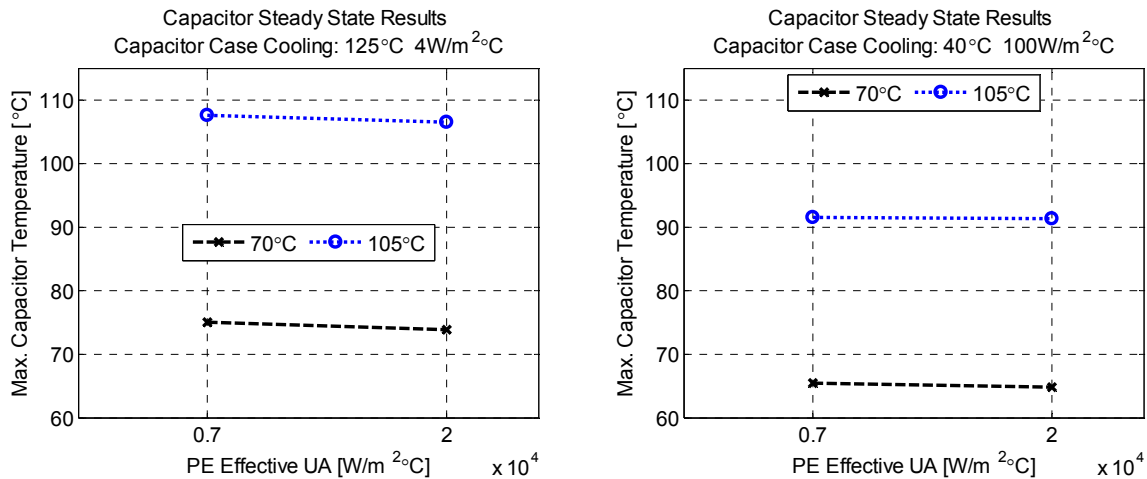 Capacitor Steady State Results
Capacitor Case Cooling: 125°C 4W/m²°C
Max. Capacitor Temperature [°C]
110
100
90
80
70
60
70°C 105°C
0.7 2
PE Effective UA [W/m ²°C] x 10⁴
Capacitor Steady State Results
Capacitor Case Cooling: 40°C 100W/m²°C
Max. Capacitor Temperature [°C]
70°C 105°C
110
100
90
80
70
60
0.7 2
PE Effective UA [W/m ²°C] x 10⁴